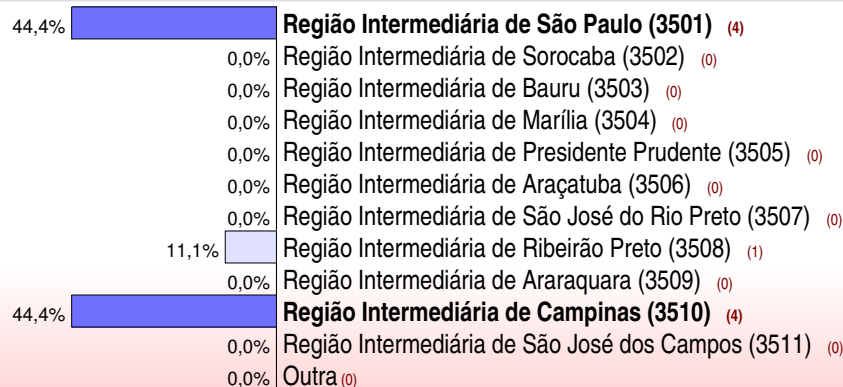 44,4% Região Intermediária de São Paulo (3501) (4)
0,0% Região Intermediária de Sorocaba (3502) (0)
0,0% Região Intermediária de Bauru (3503) (0)
0,0% Região Intermediária de Marília (3504) (0)
0,0% Região Intermediária de Presidente Prudente (3505) (0)
0,0% Região Intermediária de Araçatuba (3506) (0)
0,0% Região Intermediária de São José do Rio Preto (3507) (0)
11,1% Região Intermediária de Ribeirão Preto (3508) (1)
0,0% Região Intermediária de Araraquara (3509) (0)
44,4% Região Intermediária de Campinas (3510) (4)
0,0% Região Intermediária de São José dos Campos (3511) (0)
0,0% Outra (0)